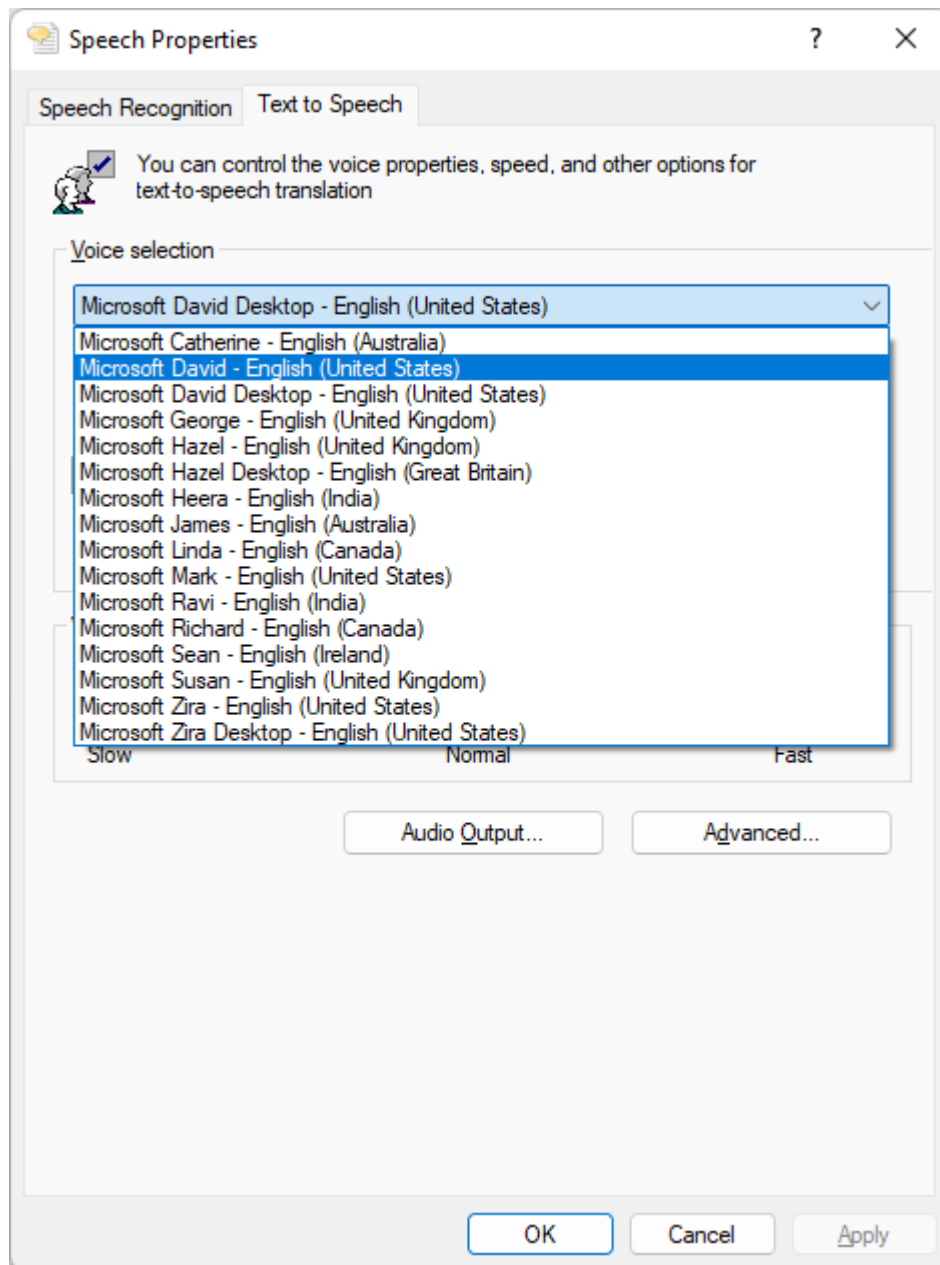 Speech Properties
?
Speech Recognition
Text to Speech
You can control the voice properties, speed, and other options for
text-to-speech translation
Voice selection
Microsoft David Desktop - English (United States)
Microsoft Catherine - English (Australia)
Microsoft David - English (United States)
Microsoft David Desktop - English (United States)
Microsoft George - English (United Kingdom)
Microsoft Hazel - English (United Kingdom)
Microsoft Hazel Desktop - English (Great Britain)
Microsoft Heera - English (India)
Microsoft James - English (Australia)
Microsoft Linda - English (Canada)
Microsoft Mark - English (United States)
Microsoft Ravi - English (India)
Microsoft Richard - English (Canada)
Microsoft Sean - English (Ireland)
Microsoft Susan - English (United Kingdom)
Microsoft Zira - English (United States)
Microsoft Zira Desktop - English (United States)
Slow Normal Fast
Audio Output... Advanced...
OK Cancel Apply